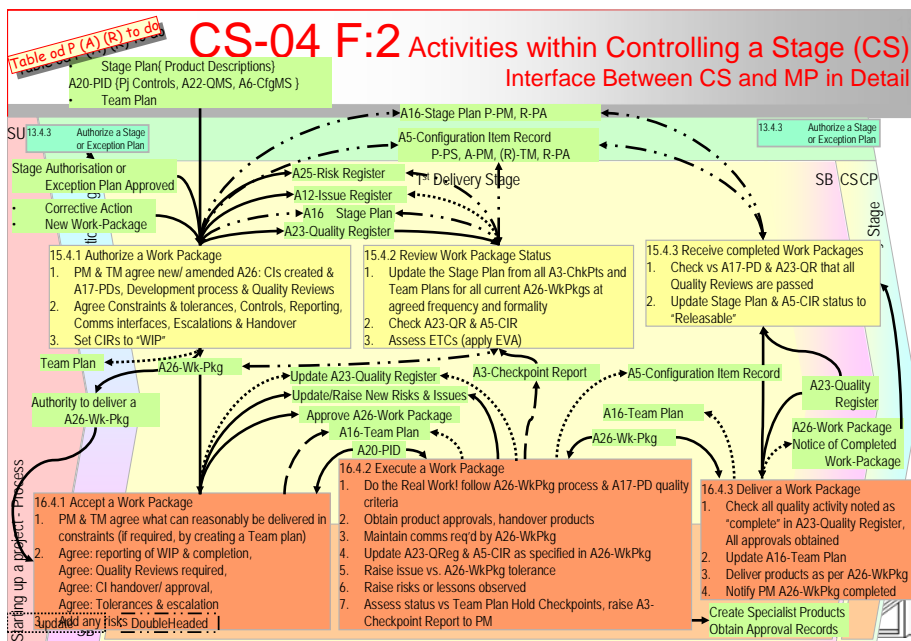 Table od P (A) (R) to do
CS-04 F:2 Activities within Controlling a Stage (CS)
Interface Between CS and MP in Detail
• Stage Plan{ Product Descriptions}
A20-PID {Pj Controls, A22-QMS, A6-CfgMS }
• Team Plan
A16-Stage Plan P-PM, R-PA
A5-Configuration Item Record
P-PS, A-PM, (R)-TM, R-PA
SU
13.4.3 Authorize a Stage
or Exception Plan
13.4.3 Authorize a Stage
or Exception Plan
Stage Authorisation or
Exception Plan Approved
• Corrective Action
• New Work-Package
A25-Risk Register
A12-Issue Register
A16 Stage Plan
A23-Quality Register
1st Delivery Stage
SB CS CP
Stage
15.4.1 Authorize a Work Package
1. PM & TM agree new/ amended A26: CIs created &
A17-PDs, Development process & Quality Reviews
2. Agree Constraints & tolerances, Controls, Reporting,
Comms interfaces, Escalations & Handover
3. Set CIRs to "WIP"
15.4.2 Review Work Package Status
1. Update the Stage Plan from all A3-ChkPts and
Team Plans for all current A26-WkPkgs at
agreed frequency and formality
2. Check A23-QR & A5-CIR
3. Assess ETCs (apply EVA)
15.4.3 Receive completed Work Packages
1. Check vs A17-PD & A23-QR that all
Quality Reviews are passed
2. Update Stage Plan & A5-CIR status to
"Releasable"
Team Plan
A26-Wk-Pkg
Authority to deliver a
A26-Wk-Pkg
Update A23-Quality Register
Update/Raise New Risks & Issues
Approve A26-Work Package
A16-Team Plan
A20-PID
A3-Checkpoint Report
A5-Configuration Item Record
A16-Team Plan
A26-Wk-Pkg
A23-Quality
Register
A26-Work Package
Notice of Completed
Work-Package
Starting up a project - Process
16.4.1 Accept a Work Package
1. PM & TM agree what can reasonably be delivered in
constraints (if required, by creating a Team plan)
2. Agree: reporting of WIP & completion,
Agree: Quality Reviews required,
Agree: CI handover/ approval,
Agree: Tolerances & escalation
3. Add any risks
update
is DoubleHeaded
SB
16.4.2 Execute a Work Package
1. Do the Real Work! follow A26-WkPkg process & A17-PD quality
criteria
2. Obtain product approvals, handover products
3. Maintain comms req'd by A26-WkPkg
4. Update A23-QReg & A5-CIR as specified in A26-WkPkg
5. Raise issue vs. A26-WkPkg tolerance
6. Raise risks or lessons observed
7. Assess status vs Team Plan Hold Checkpoints, raise A3-
Checkpoint Report to PM
16.4.3 Deliver a Work Package
1. Check all quality activity noted as
"complete" in A23-Quality Register,
All approvals obtained
2. Update A16-Team Plan
3. Deliver products as per A26-WkPkg
4. Notify PM A26-WkPkg completed
Create Specialist Products
Obtain Approval Records